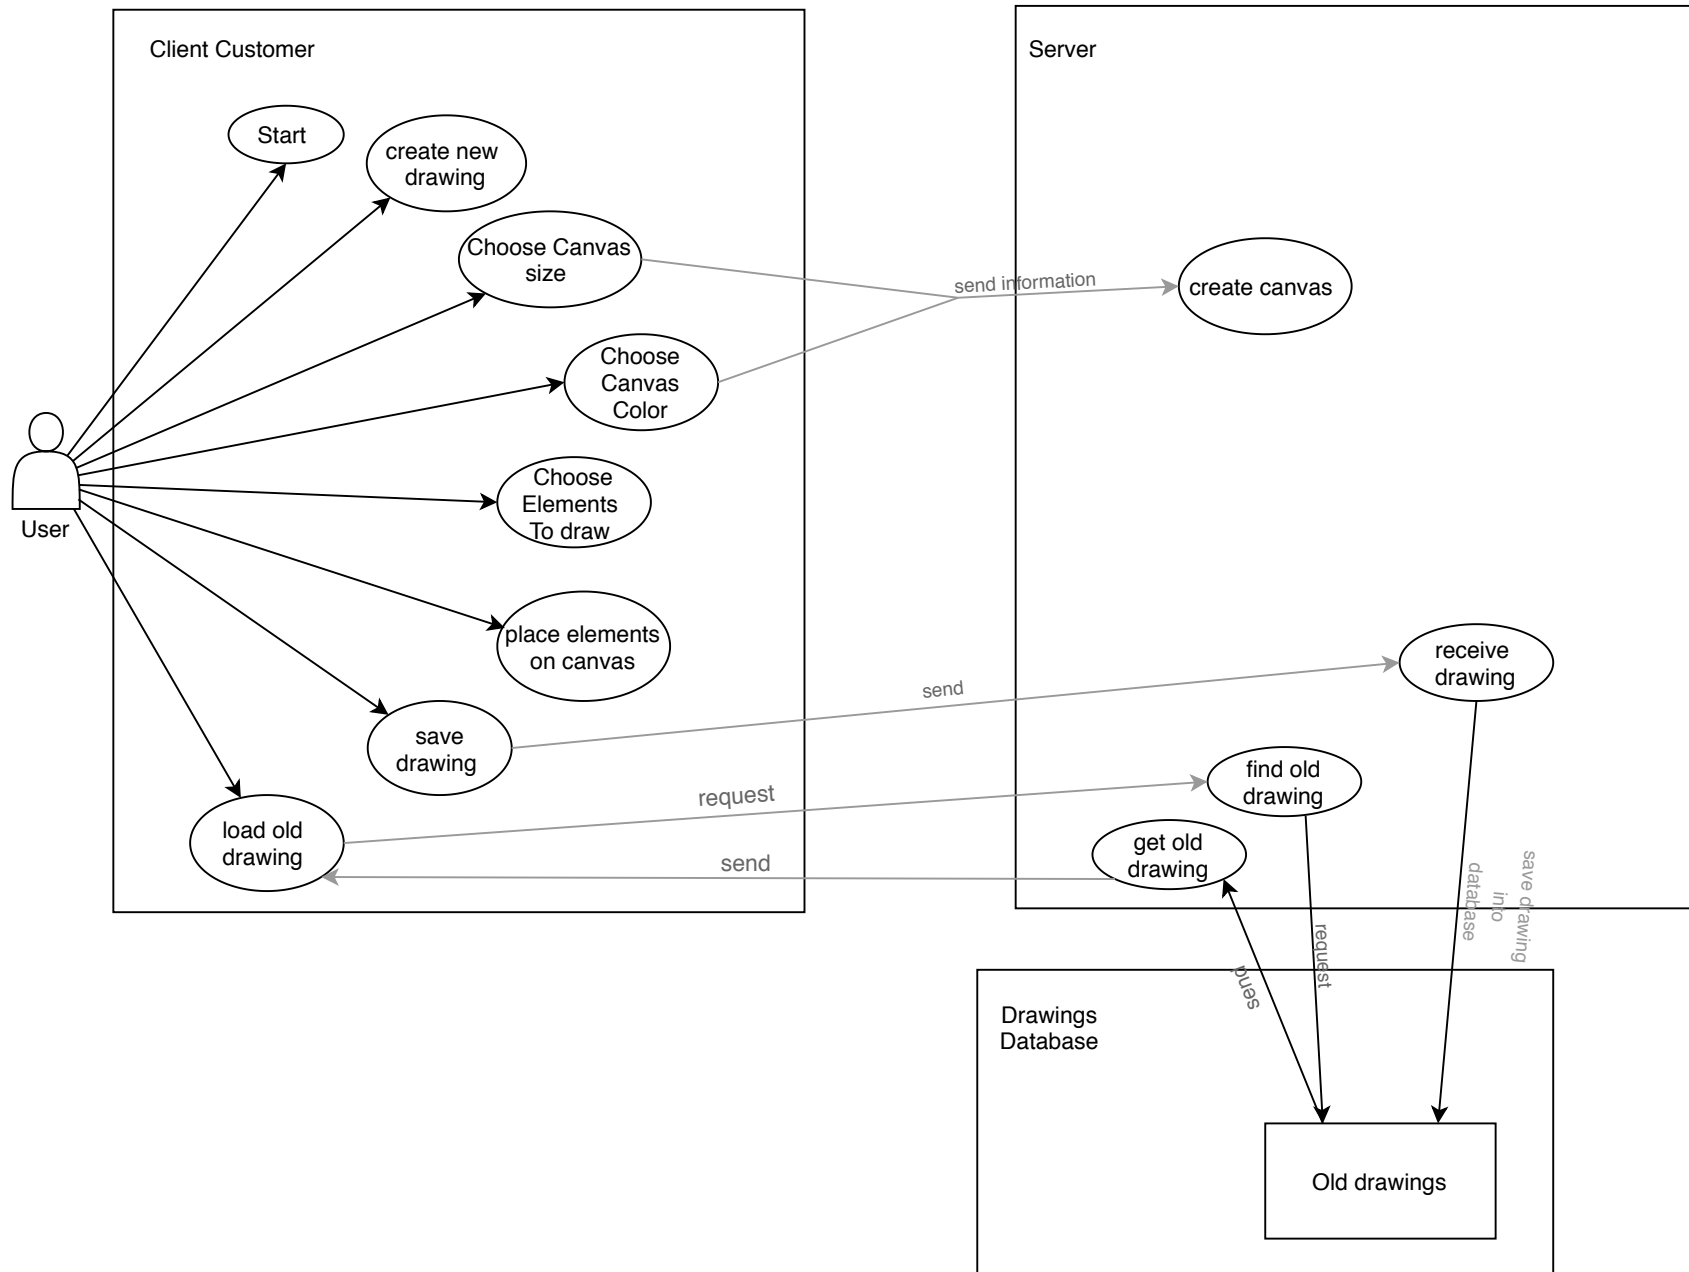 Client Customer
Server
Start
create new
drawing
Choose Canvas
size
send information
create canvas
Choose
Canvas
Color
Choose
Elements
To draw
User
place elements
on canvas
receive
drawing
send
save
drawing
find old
drawing
request
load old
drawing
get old
drawing
send
save drawing
into
database
request
send
Drawings
Database
Old drawings